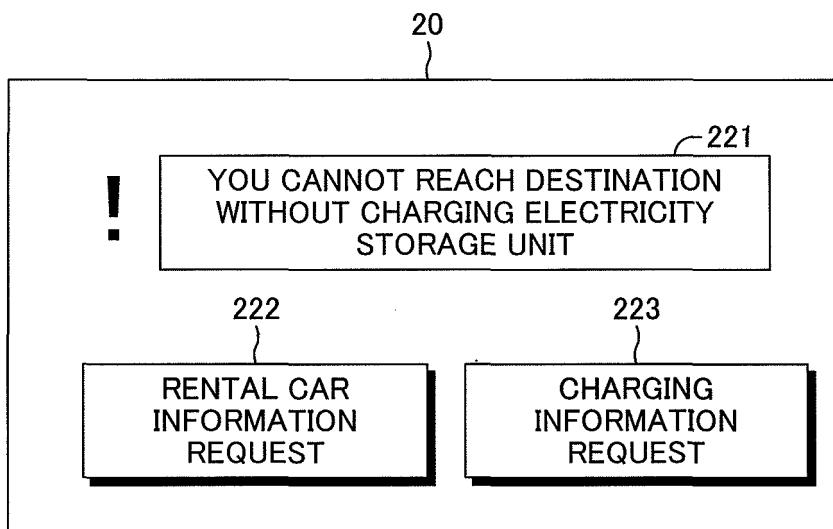 20
221
!
YOU CANNOT REACH DESTINATION
WITHOUT CHARGING ELECTRICITY
STORAGE UNIT
222
223
RENTAL CAR
INFORMATION
REQUEST
CHARGING
INFORMATION
REQUEST